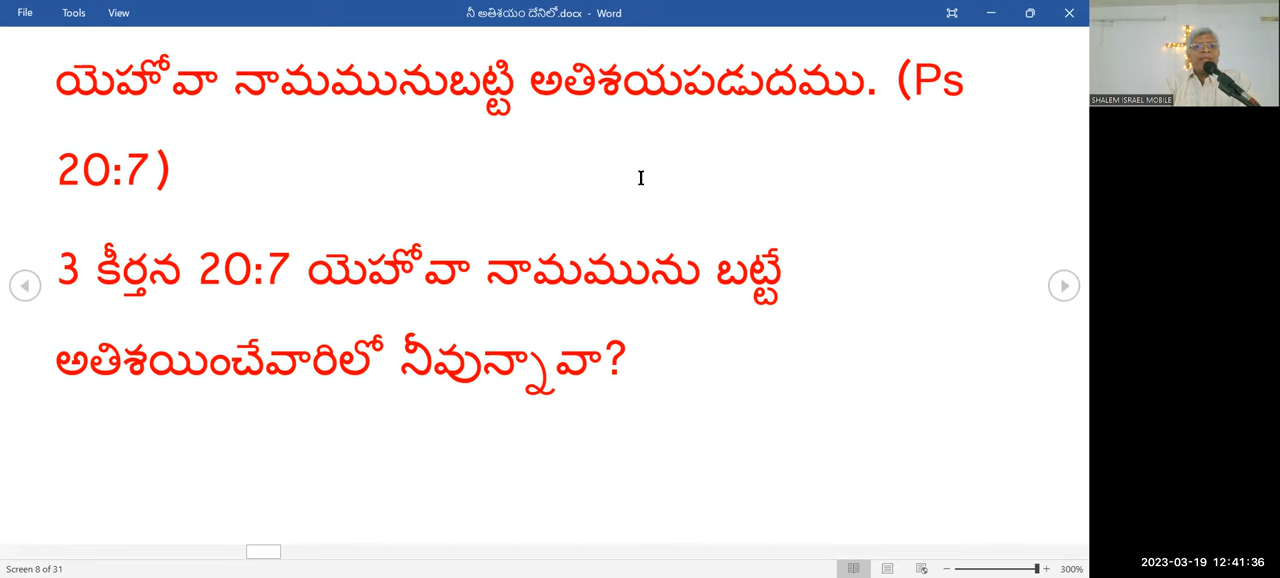 File Tools View నీ అతిశయం దేనిలో.docx - Word
యెహోవా నామమునుబట్టి అతిశయపడుదము. (Ps
20:7)
3 కీర్తన 20:7 యెహోవా నామమును బట్టే
అతిశయించేవారిలో నీవున్నావా?
SHALEM ISRAEL MOBILE
2023-03-19 12:41:36
Screen 8 of 31
300%